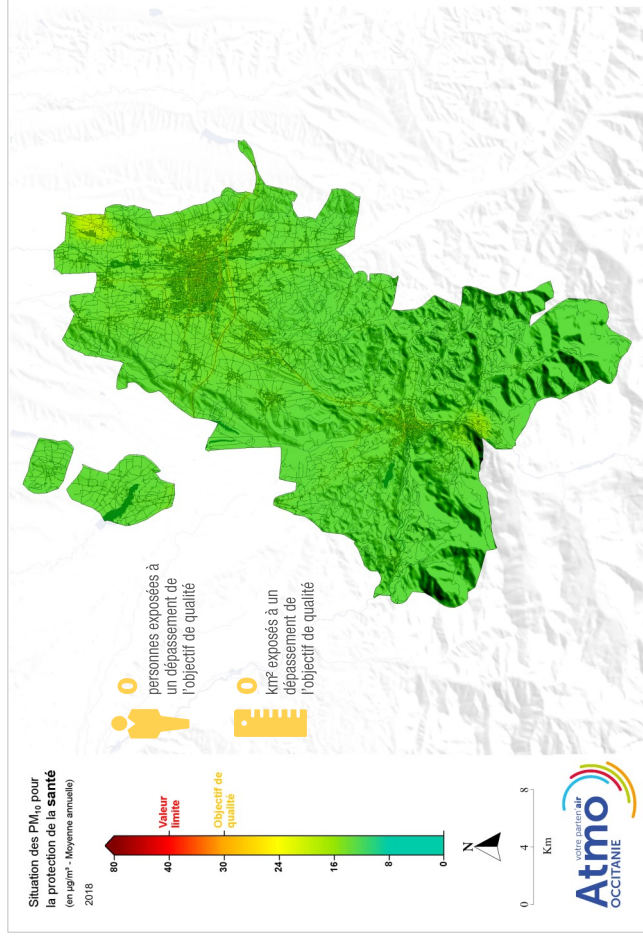 Situation des PM₁₀ pour
la protection de la santé
(en µg/m³ - Moyenne annuelle)
2018
80
Valeur
limite
40
Objectif de
qualité
30
24
16
8
0
0
personnes exposées à
un dépassement de
l'objectif de qualité
0
km² exposés à un
dépassement de
l'objectif de qualité
N
0 4 8
Km
votre parten'air
Atmo
OCCITANIE